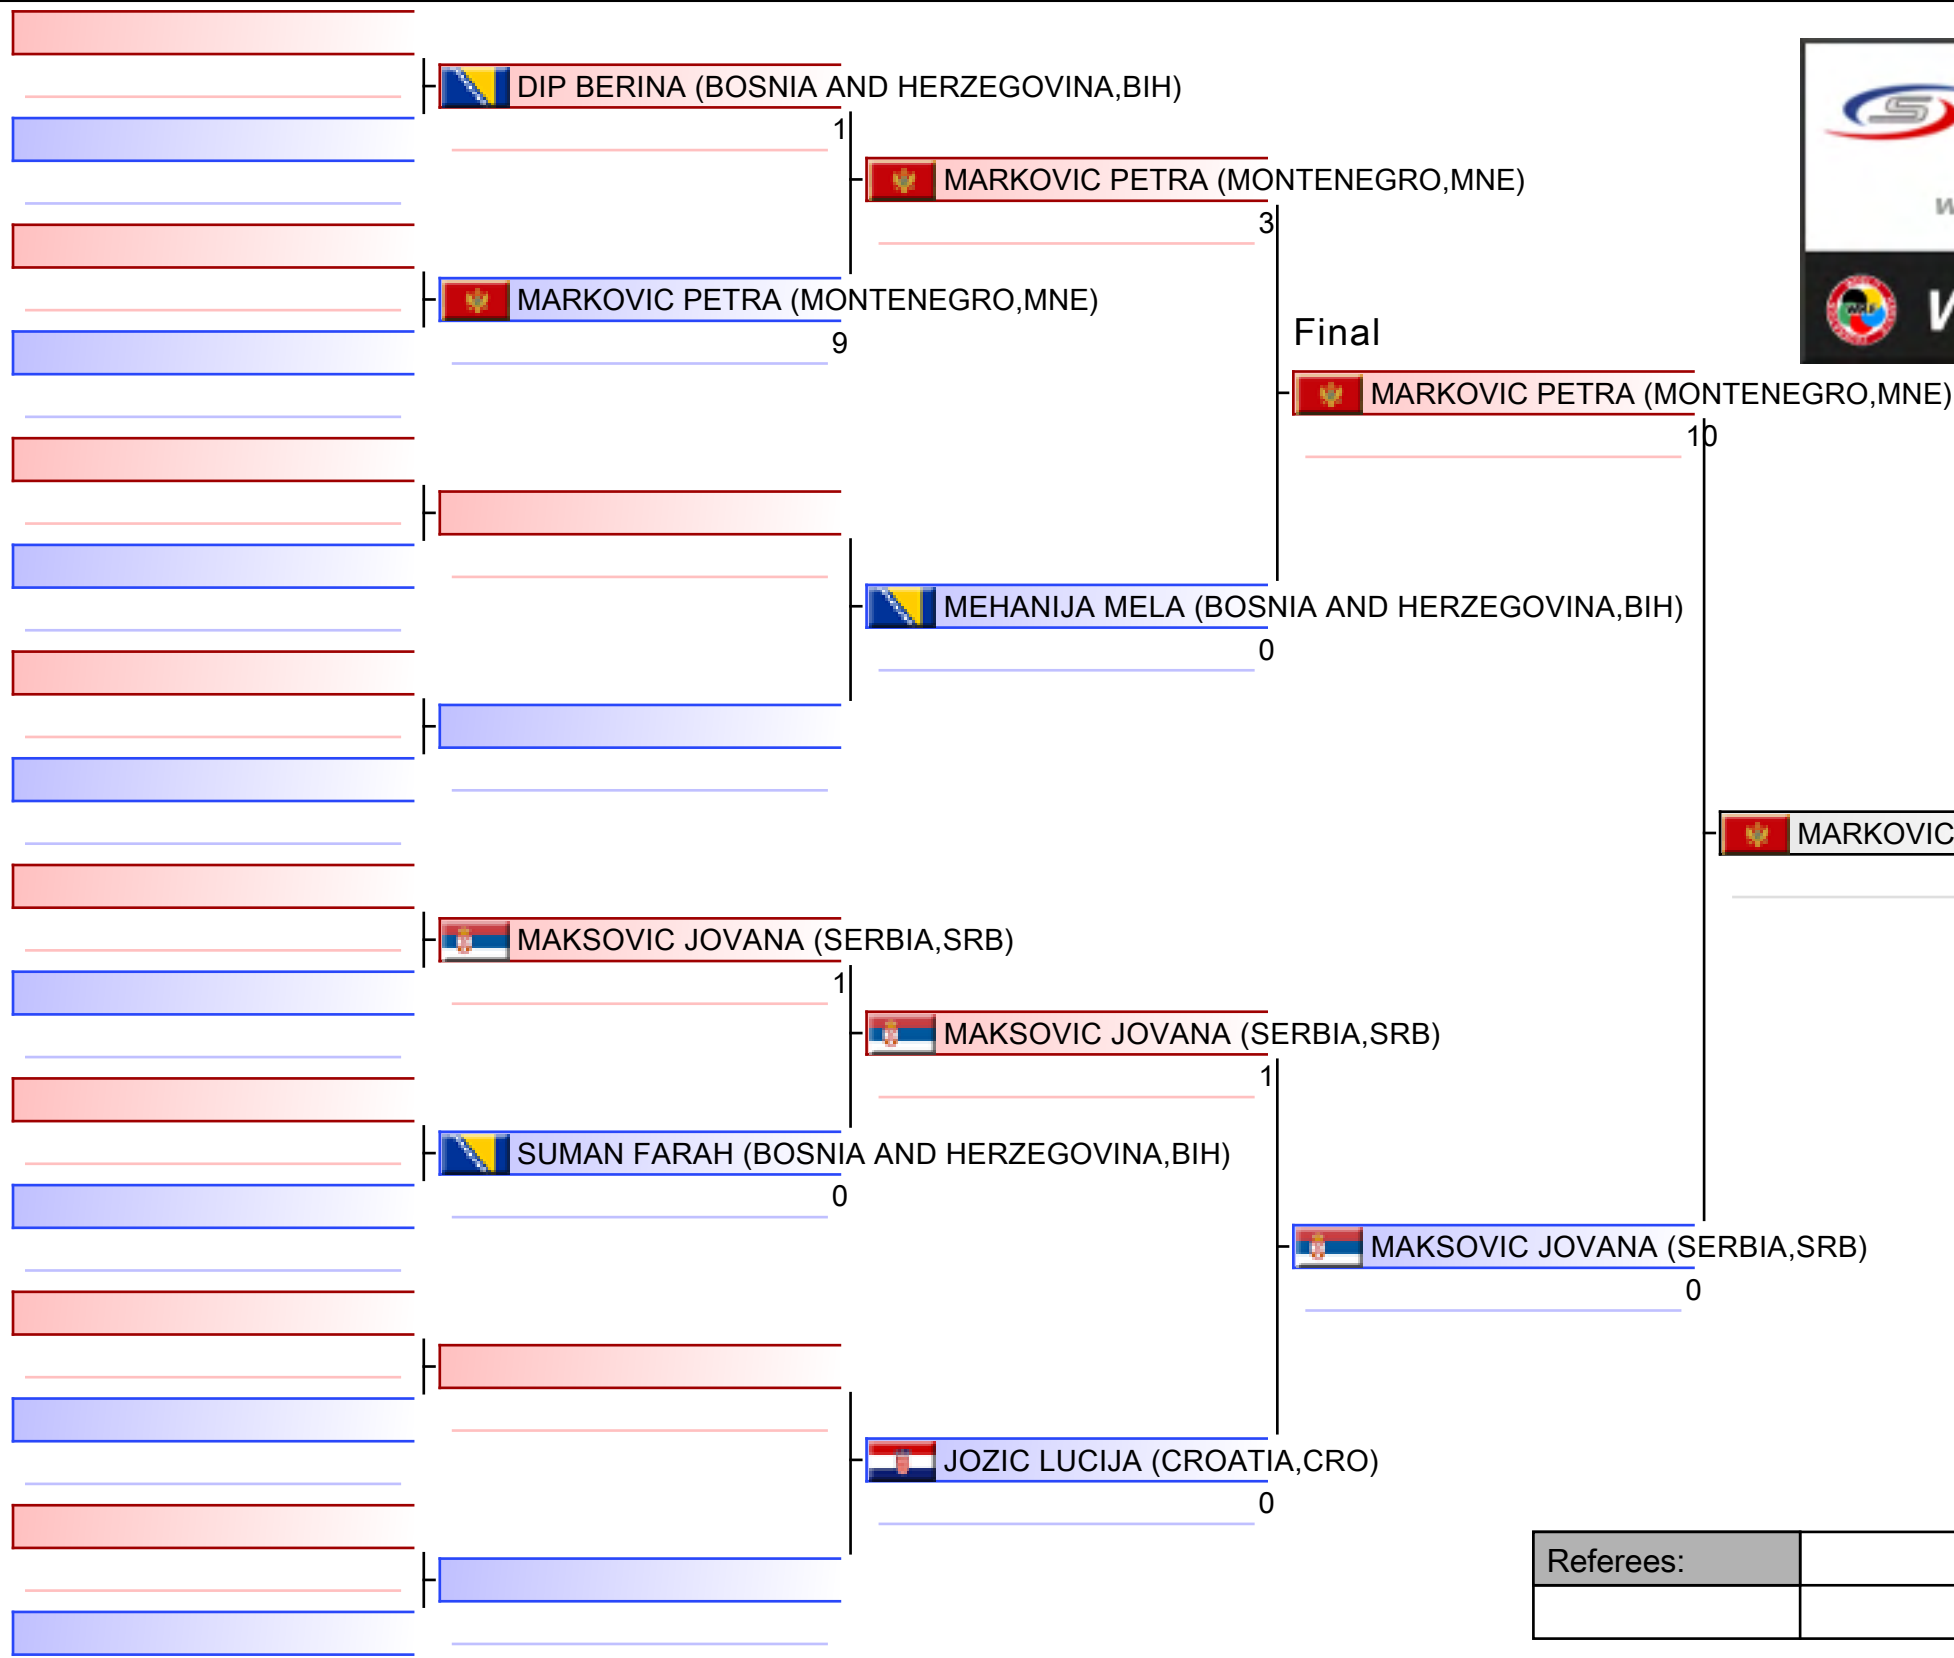 DIP BERINA (BOSNIA AND HERZEGOVINA,BIH)
1
MARKOVIC PETRA (MONTENEGRO,MNE)
3
MARKOVIC PETRA (MONTENEGRO,MNE)
9
Final
MARKOVIC PETRA (MONTENEGRO,MNE)
10
MEHANIJA MELA (BOSNIA AND HERZEGOVINA,BIH)
0
MARKOVIC
MAKSOVIC JOVANA (SERBIA,SRB)
1
MAKSOVIC JOVANA (SERBIA,SRB)
1
SUMAN FARAH (BOSNIA AND HERZEGOVINA,BIH)
0
MAKSOVIC JOVANA (SERBIA,SRB)
0
JOZIC LUCIJA (CROATIA,CRO)
0
Referees: